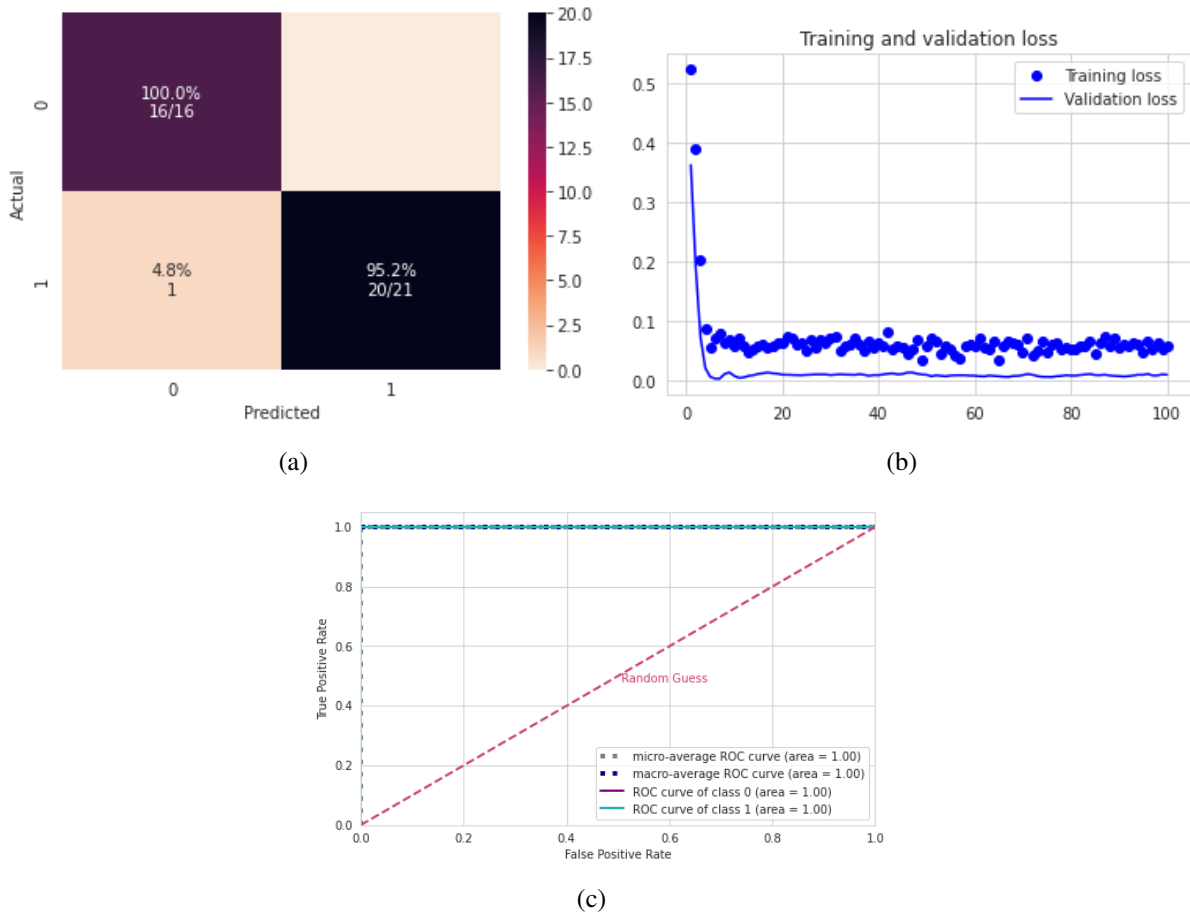 100.0%
16/16
4.8%
1
95.2%
20/21
0
1
Actual
0
1
Predicted
20.0
17.5
15.0
12.5
10.0
7.5
5.0
2.5
0.0
(a)
Training and validation loss
Training loss
Validation loss
0.5
0.4
0.3
0.2
0.1
0.0
0 20 40 60 80 100
(b)
1.0
0.8
0.6
0.4
0.2
0.0
True Positive Rate
Random Guess
micro-average ROC curve (area = 1.00)
macro-average ROC curve (area = 1.00)
ROC curve of class 0 (area = 1.00)
ROC curve of class 1 (area = 1.00)
0.0 0.2 0.4 0.6 0.8 1.0
False Positive Rate
(c)